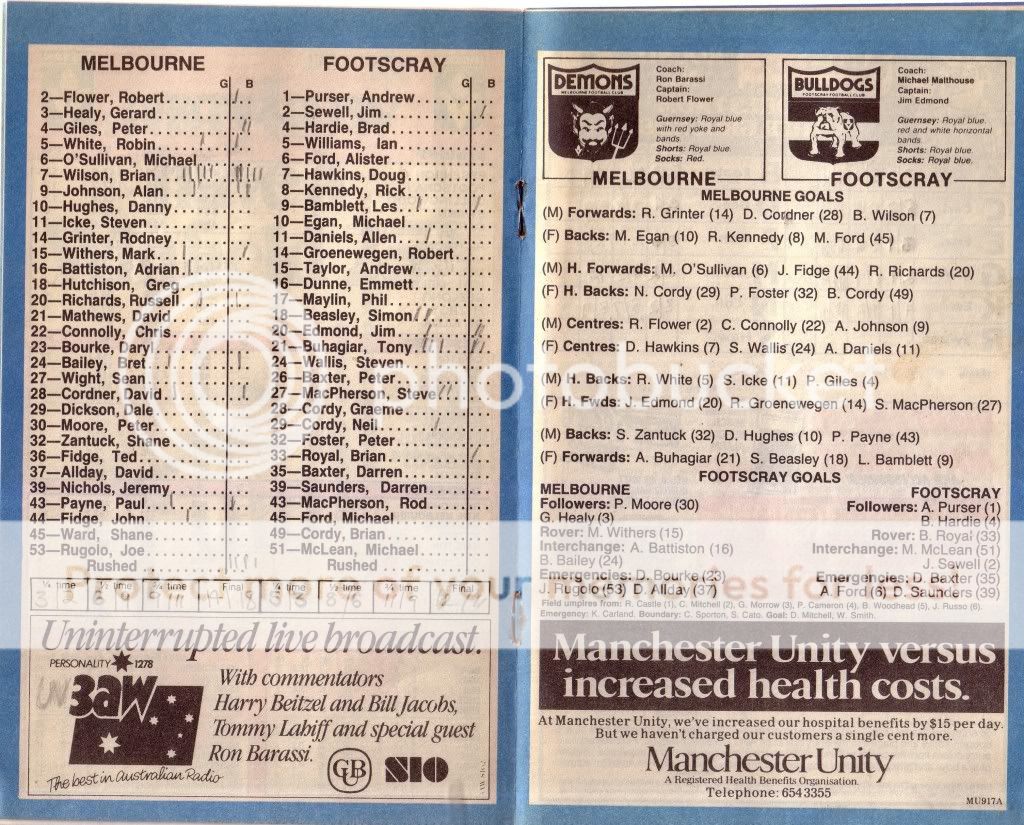 MELBOURNE
G B
2—Flower, Robert
3—Healy, Gerard
4—Giles, Peter
5—White, Robin
6—O'Sullivan, Michael
7—Wilson, Brian
9—Johnson, Alan
10—Hughes, Danny
11—Icke, Steven
14—Grinter, Rodney
15—Withers, Mark
16—Battiston, Adrian
18—Hutchison, Greg
20—Richards, Russell
21—Mathews, David
22—Connolly, Chris
23—Bourke, Daryl
24—Bailey, Bret
27—Wight, Sean
28—Cordner, David
29—Dickson, Dale
30—Moore, Peter
32—Zantuck, Shane
36—Fidge, Ted
37—Allday, David
39—Nichols, Jeremy
43—Payne, Paul
44—Fidge, John
45—Ward, Shane
53—Rugolo, Joe
Rushed
FOOTSCRAY
G B
1—Purser, Andrew
2—Sewell, Jim
4—Hardie, Brad
5—Williams, Ian
6—Ford, Alister
7—Hawkins, Doug
8—Kennedy, Rick
9—Bamblett, Les
10—Egan, Michael
11—Daniels, Allen
14—Groenewegen, Robert
15—Taylor, Andrew
16—Dunne, Emmett
17—Maylin, Phil
18—Beasley, Simon
20—Edmond, Jim
21—Buhagiar, Tony
24—Wallis, Steven
26—Baxter, Peter
27—MacPherson, Steve
28—Cordy, Graeme
29—Cordy, Neil
32—Foster, Peter
33—Royal, Brian
35—Baxter, Darren
39—Saunders, Darren
43—MacPherson, Rod
45—Ford, Michael
49—Cordy, Brian
51—McLean, Michael
Rushed
¼ time ½ time ¾ time Final ¼ time ½ time ¾ time Final
Uninterrupted live broadcast.
PERSONALITY 1278
3AW
The best in Australian Radio
With commentators
Harry Beitzel and Bill Jacobs,
Tommy Lahiff and special guest
Ron Barassi.
GB SIO
DEMONS
MELBOURNE FOOTBALL CLUB
Coach:
Ron Barassi
Captain:
Robert Flower
Guernsey: Royal blue
with red yoke and
bands.
Shorts: Royal blue.
Socks: Red.
MELBOURNE
BULLDOGS
FOOTSCRAY FOOTBALL CLUB
Coach:
Michael Malthouse
Captain:
Jim Edmond
Guernsey: Royal blue,
red and white horizontal
bands.
Shorts: Royal blue.
Socks: Royal blue.
FOOTSCRAY
MELBOURNE GOALS
(M) Forwards: R. Grinter (14) D. Cordner (28) B. Wilson (7)
(F) Backs: M. Egan (10) R. Kennedy (8) M. Ford (45)
(M) H. Forwards: M. O'Sullivan (6) J. Fidge (44) R. Richards (20)
(F) H. Backs: N. Cordy (29) P. Foster (32) B. Cordy (49)
(M) Centres: R. Flower (2) C. Connolly (22) A. Johnson (9)
(F) Centres: D. Hawkins (7) S. Wallis (24) A. Daniels (11)
(M) H. Backs: R. White (5) S. Icke (11) P. Giles (4)
(F) H. Fwds: J. Edmond (20) R. Groenewegen (14) S. MacPherson (27)
(M) Backs: S. Zantuck (32) D. Hughes (10) P. Payne (43)
(F) Forwards: A. Buhagiar (21) S. Beasley (18) L. Bamblett (9)
FOOTSCRAY GOALS
MELBOURNE
Followers: P. Moore (30)
G. Healy (3)
Rover: M. Withers (15)
Interchange: A. Battiston (16)
B. Bailey (24)
Emergencies: D. Bourke (23)
J. Rugolo (53) D. Allday (37)
FOOTSCRAY
Followers: A. Purser (1)
B. Hardie (4)
Rover: B. Royal (33)
Interchange: M. McLean (51)
J. Sewell (2)
Emergencies: D. Baxter (35)
A. Ford (6) D. Saunders (39)
Field umpires from: R. Castle (1), C. Mitchell (2), G. Morrow (3), P. Cameron (4), B. Woodhead (5), J. Russo (6).
Emergency: K. Carland. Boundary: C. Sporton, S. Cato. Goal: D. Mitchell, W. Smith.
Manchester Unity versus
increased health costs.
At Manchester Unity, we've increased our hospital benefits by $15 per day.
But we haven't charged our customers a single cent more.
Manchester Unity
A Registered Health Benefits Organisation.
Telephone: 654 3355
MU917A
photobucket